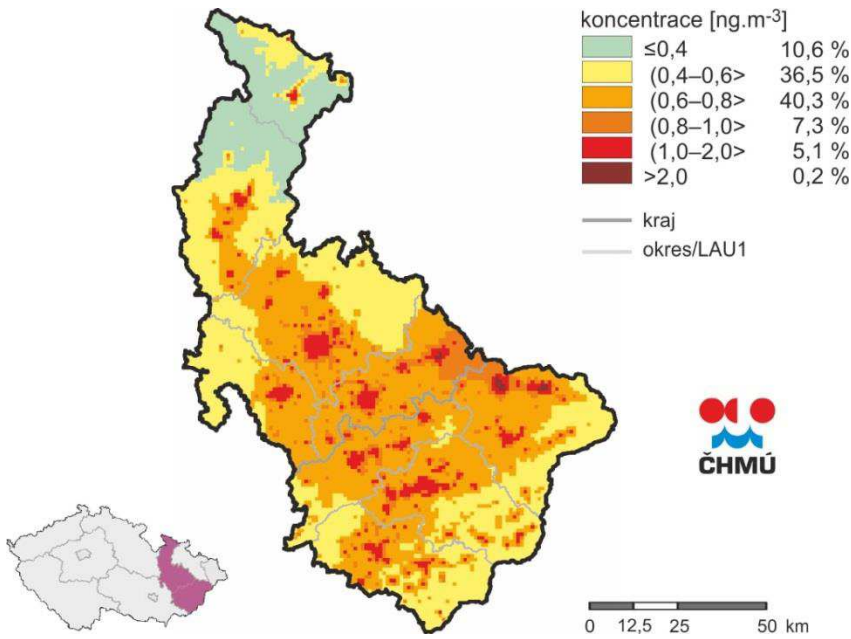 koncentrace [ng.m⁻³]
≤0,4 10,6 %
(0,4–0,6> 36,5 %
(0,6–0,8> 40,3 %
(0,8–1,0> 7,3 %
(1,0–2,0> 5,1 %
>2,0 0,2 %
kraj
okres/LAU1
ČHMÚ
0 12,5 25 50 km